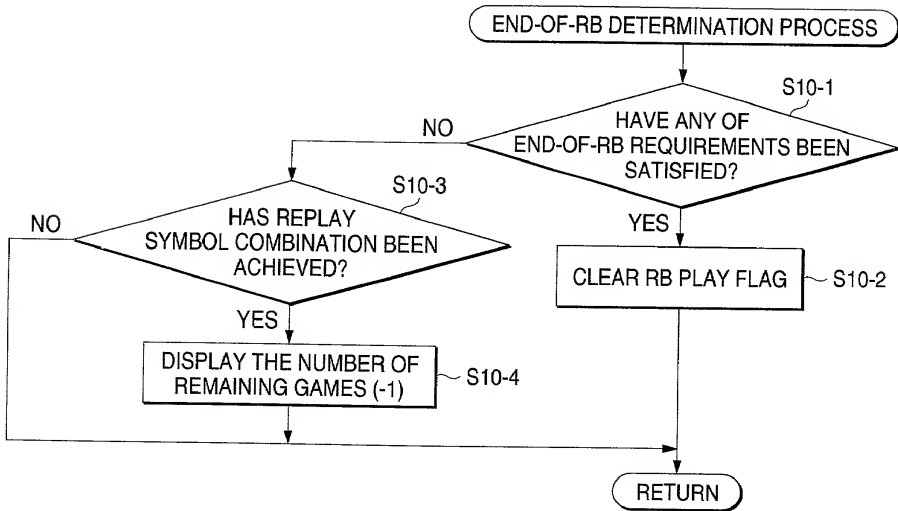 END-OF-RB DETERMINATION PROCESS
S10-1
HAVE ANY OF
END-OF-RB REQUIREMENTS BEEN
SATISFIED?
NO
YES
S10-3
HAS REPLAY
SYMBOL COMBINATION BEEN
ACHIEVED?
NO
YES
CLEAR RB PLAY FLAG
S10-2
DISPLAY THE NUMBER OF
REMAINING GAMES (-1)
S10-4
RETURN